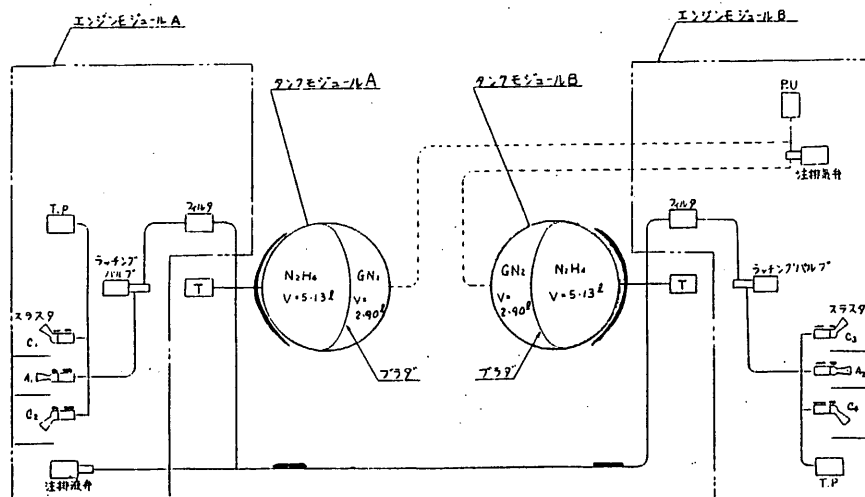 エンジンモジュールA
エンジンモジュールB
タンクモジュールA
タンクモジュールB
P.U
注排気弁
T.P
フィルタ
フィルタ
ラッチング
バルブ
ラッチングバルブ
T
N₂H₄
V=5.13ℓ
GN₂
V=
2.90ℓ
GN₂
V=
2.90ℓ
N₂H₄
V=5.13ℓ
T
スラスタ
C₁
A₁
C₂
スラスタ
C₃
A₂
C₄
ブラダ
ブラダ
注排液弁
T.P